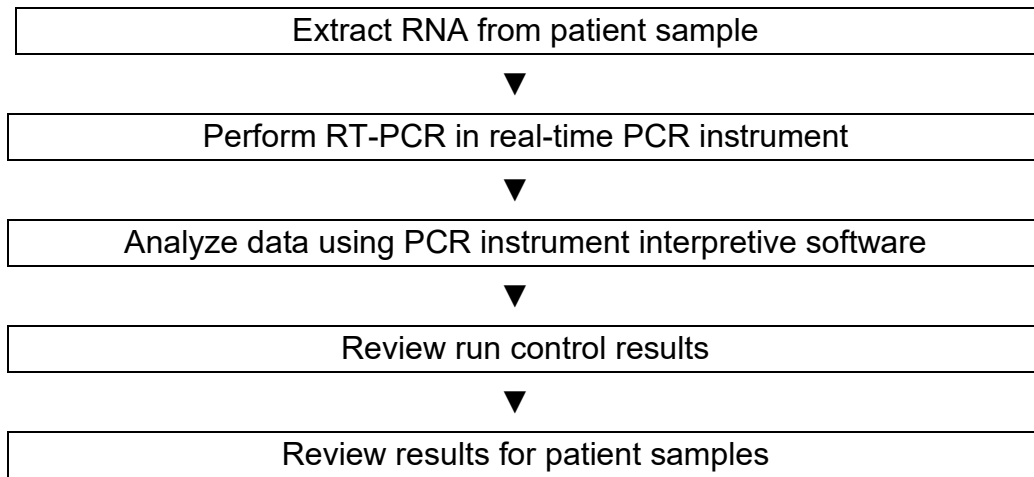 Extract RNA from patient sample
Perform RT-PCR in real-time PCR instrument
Analyze data using PCR instrument interpretive software
Review run control results
Review results for patient samples